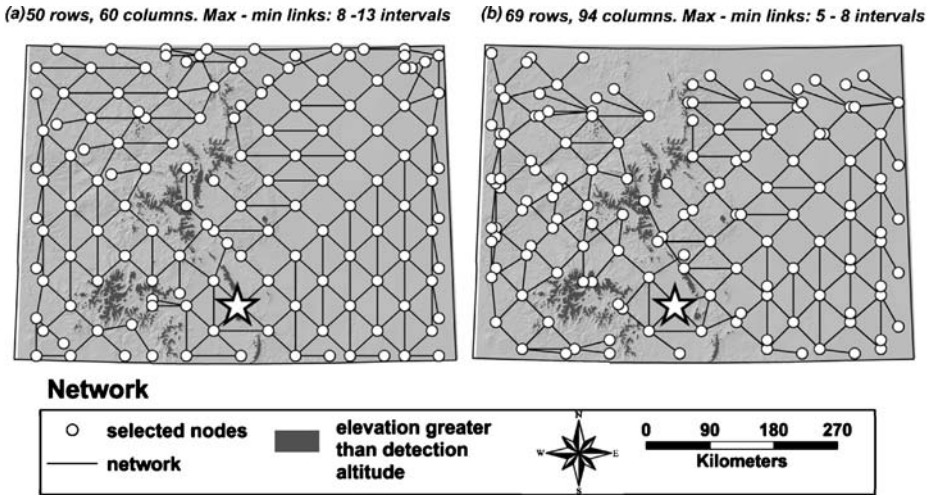 (a) 50 rows, 60 columns. Max - min links: 8 -13 intervals
(b) 69 rows, 94 columns. Max - min links: 5 - 8 intervals
Network
selected nodes
network
elevation greater
than detection
altitude
N
W
E
S
0 90 180 270
Kilometers